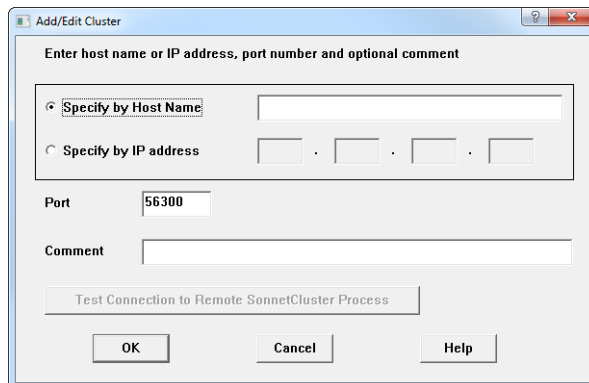 Add/Edit Cluster
Enter host name or IP address, port number and optional comment
Specify by Host Name
Specify by IP address . . .
Port 56300
Comment
Test Connection to Remote SonnetCluster Process
OK Cancel Help